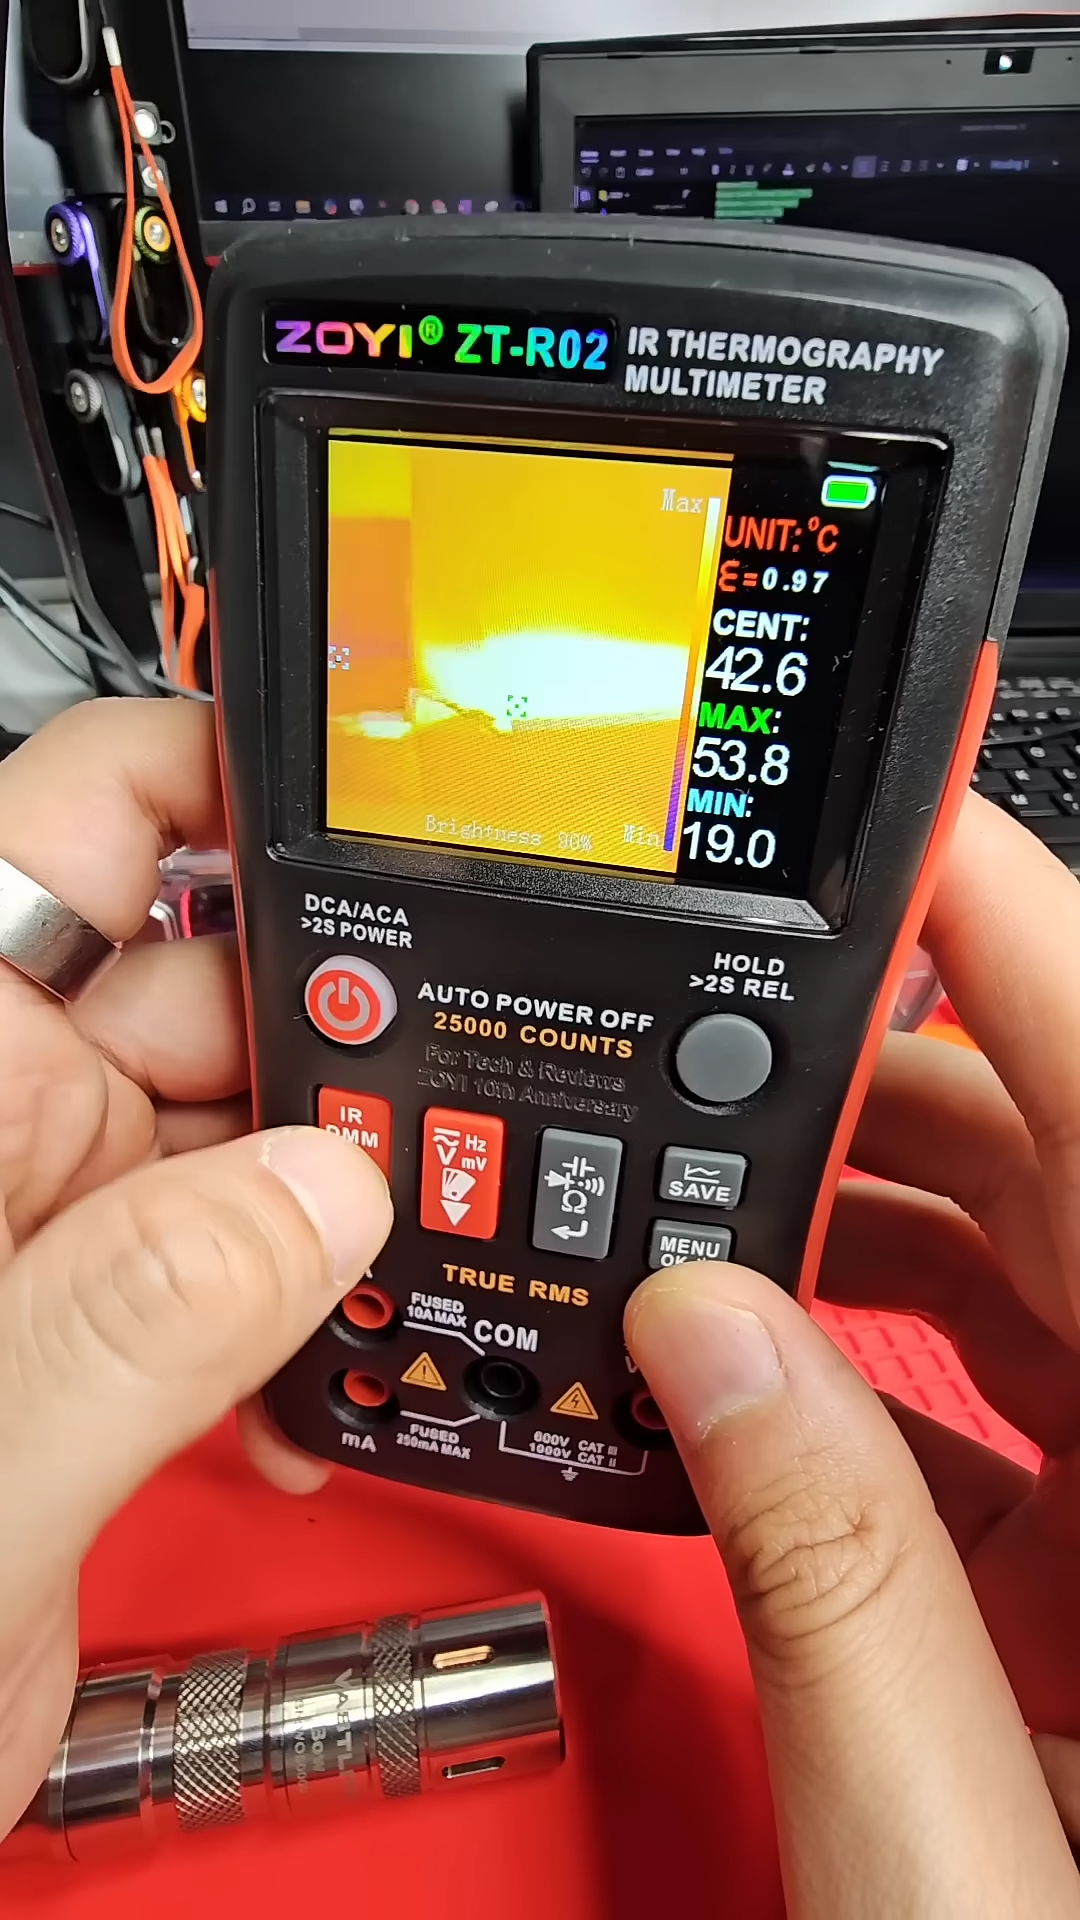 ZOYI® ZT-R02
IR THERMOGRAPHY
MULTIMETER
Max
UNIT: °C
ε=0.97
CENT:
42.6
MAX:
53.8
MIN:
19.0
Brightness 90%
Min
DCA/ACA
>2S POWER
HOLD
>2S REL
AUTO POWER OFF
25000 COUNTS
For Tech & Reviews
ZOYI 10th Anniversary
IR
DMM
Hz
V mV
Ω
SAVE
MENU
OK
TRUE RMS
FUSED
10A MAX
COM
mA
FUSED
250mA MAX
600V CAT III
1000V CAT II